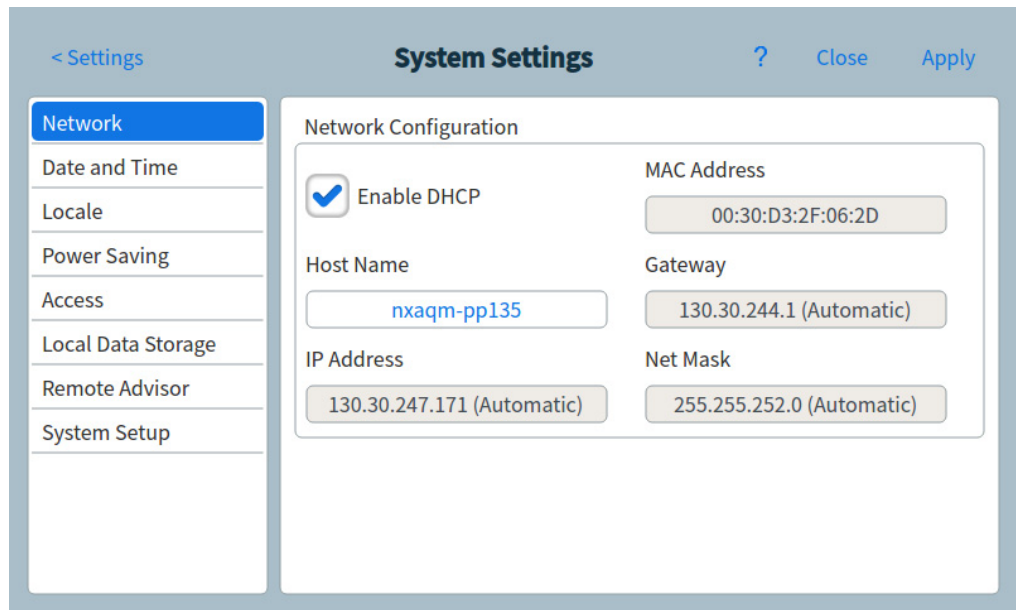 < Settings
System Settings
?
Close
Apply
Network
Date and Time
Locale
Power Saving
Access
Local Data Storage
Remote Advisor
System Setup
Network Configuration
Enable DHCP
MAC Address
00:30:D3:2F:06:2D
Host Name
nxaqm-pp135
Gateway
130.30.244.1 (Automatic)
IP Address
130.30.247.171 (Automatic)
Net Mask
255.255.252.0 (Automatic)